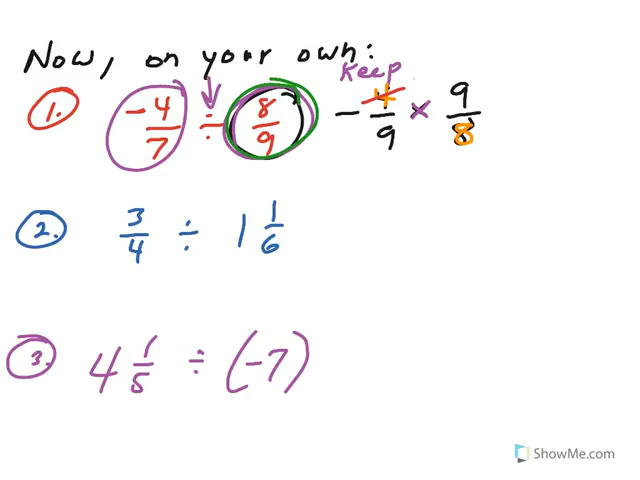 Now, on your own:
Keep
1. -4/7 ÷ 8/9 - 4/9 × 9/8
2. 3/4 ÷ 1 1/6
3. 4 1/5 ÷ (-7)
ShowMe.com